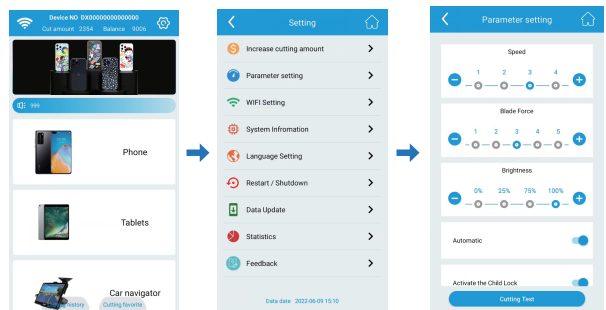 Device NO DX00000000000000
Cut amount 2354 Balance 9006
999
Phone
Tablets
Car navigator
history
Cutting favorite
Setting
Increase cutting amount
Parameter setting
WIFI Setting
System Infromation
Language Setting
Restart / Shutdown
Data Update
Statistics
Feedback
Data date 2022-06-09 15:10
Parameter setting
Speed
1 2 3 4
Blade Force
1 2 3 4 5
Brightness
0% 25% 75% 100%
Automatic
Activate the Child Lock
Cutting Test